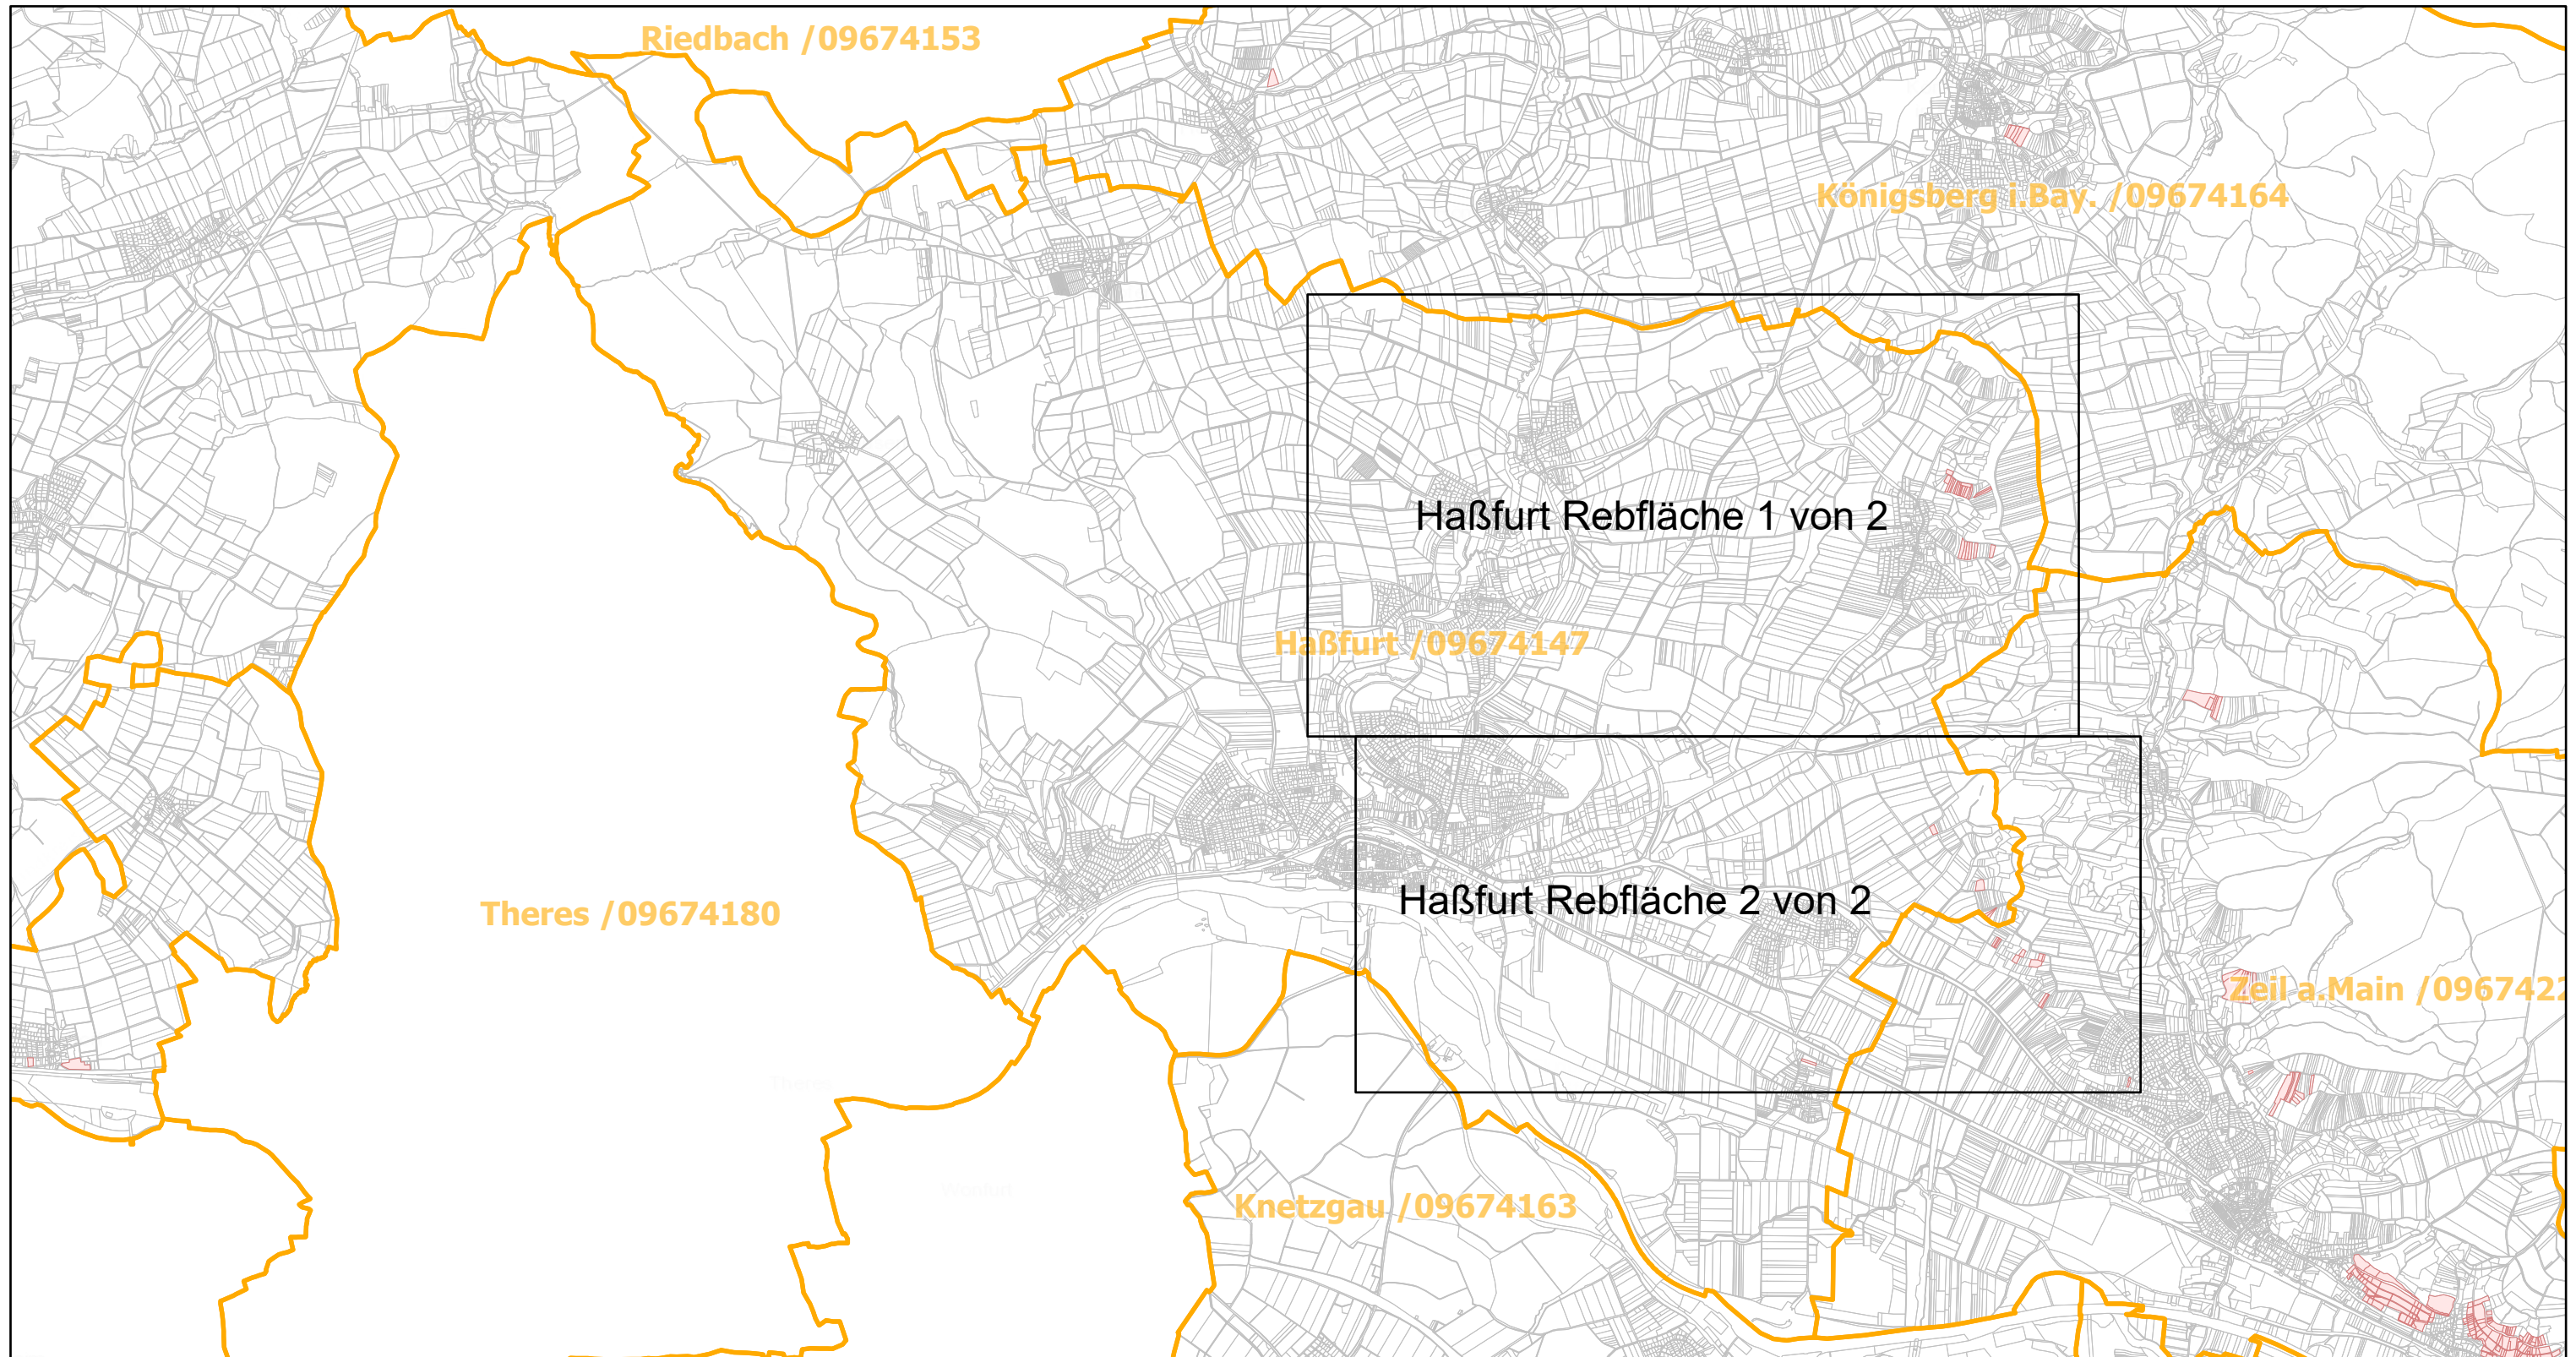 Riedbach /09674153
Königsberg i.Bay. /09674164
Haßfurt Rebfläche 1 von 2
Haßfurt /09674147
Haßfurt Rebfläche 2 von 2
Theres /09674180
Zeil a.Main /0967422
Knetzgau /09674163